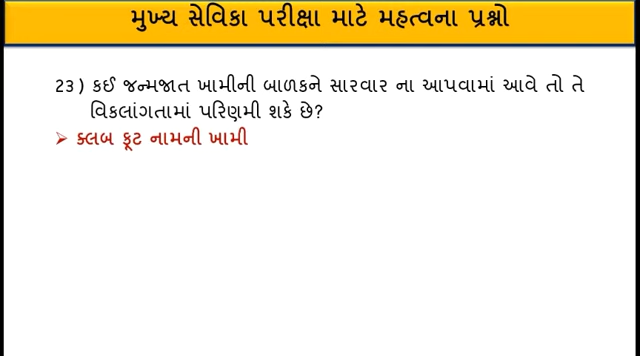 મુખ્ય સેવિકા પરીક્ષા માટે મહત્વના પ્રશ્નો
23) કઈ જન્મજાત ખામીની બાળકને સારવાર ના આપવામાં આવે તો તે
વિકલાંગતામાં પરિણમી શકે છે?
➢ ક્લબ ફૂટ નામની ખામી